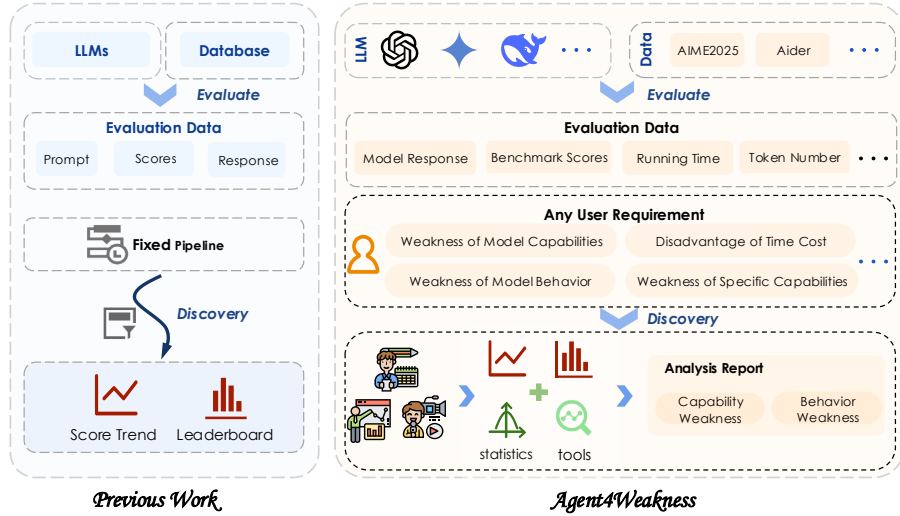 LLMs
Database
Evaluate
Evaluation Data
Prompt
Scores
Response
Fixed Pipeline
Discovery
Score Trend
Leaderboard
Previous Work
LLM
Data
AIME2025
Aider
Evaluate
Evaluation Data
Model Response
Benchmark Scores
Running Time
Token Number
Any User Requirement
Weakness of Model Capabilities
Disadvantage of Time Cost
Weakness of Model Behavior
Weakness of Specific Capabilities
Discovery
statistics
tools
Analysis Report
Capability
Weakness
Behavior
Weakness
Agent4Weakness